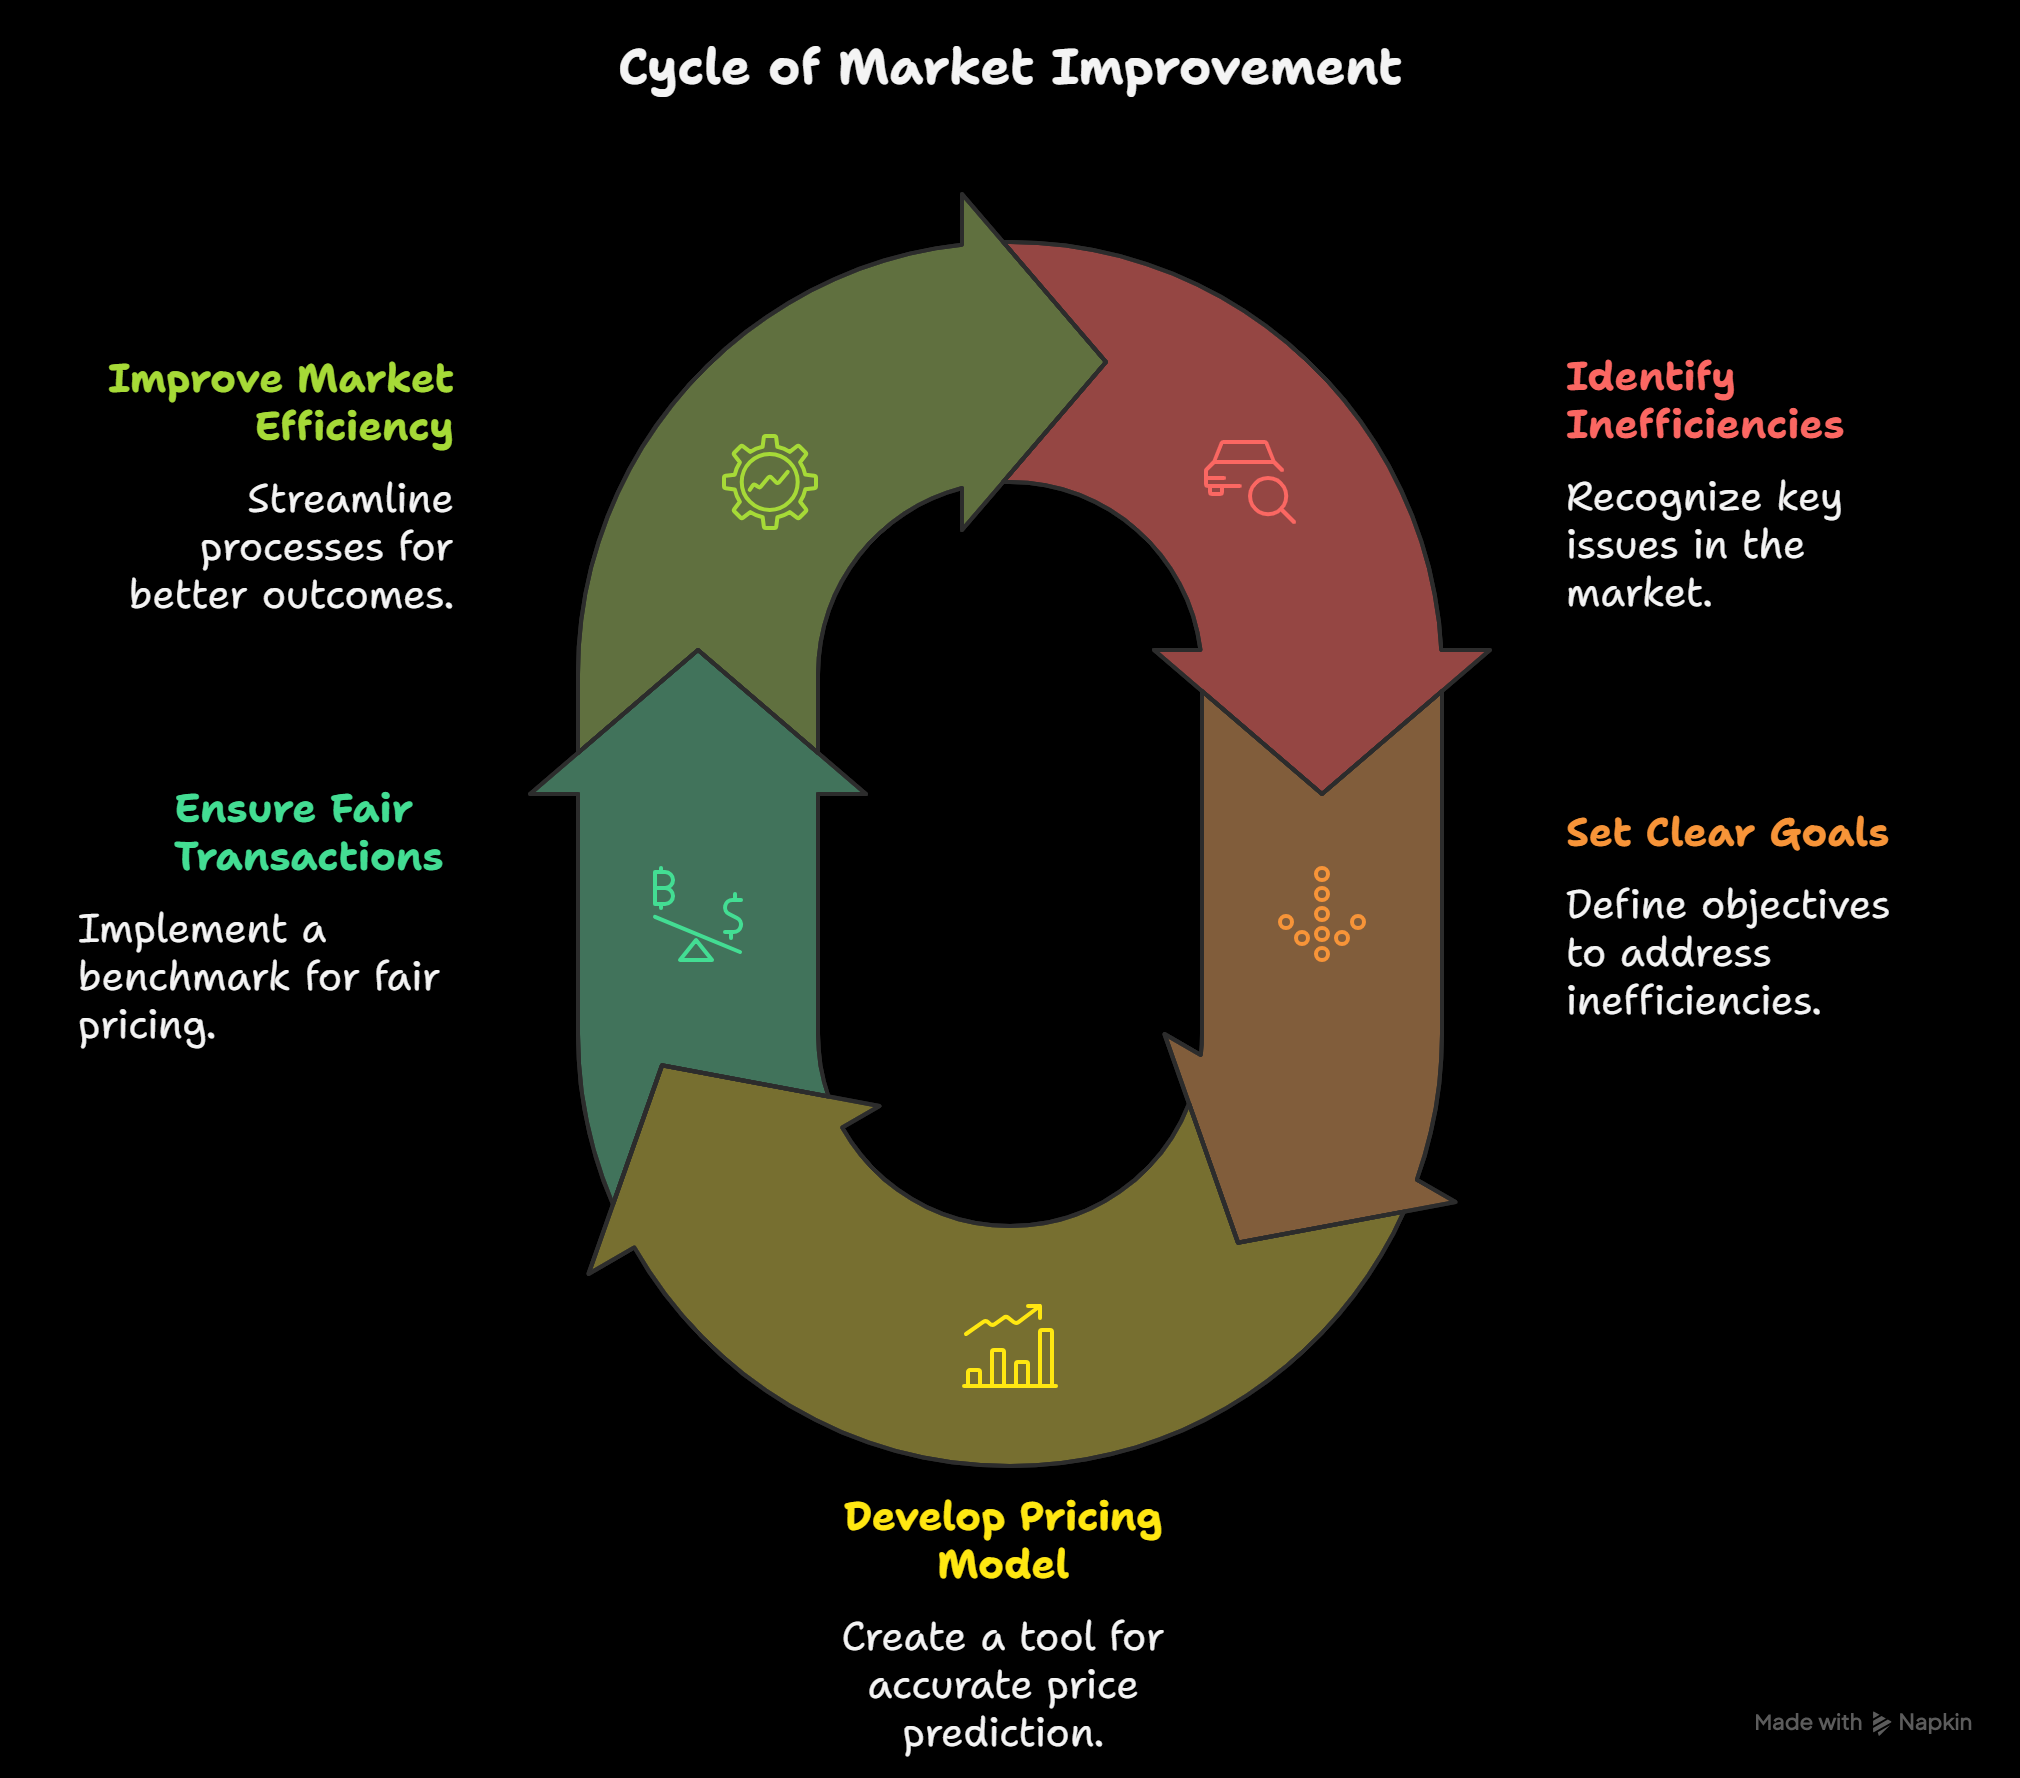 Cycle of Market Improvement
Improve Market
Efficiency
Streamline
processes for
better outcomes.
Identify
Inefficiencies
Recognize key
issues in the
market.
Ensure Fair
Transactions
Implement a
benchmark for fair
pricing.
Set Clear Goals
Define objectives
to address
inefficiencies.
Develop Pricing
Model
Create a tool for
accurate price
prediction.
Made with Napkin